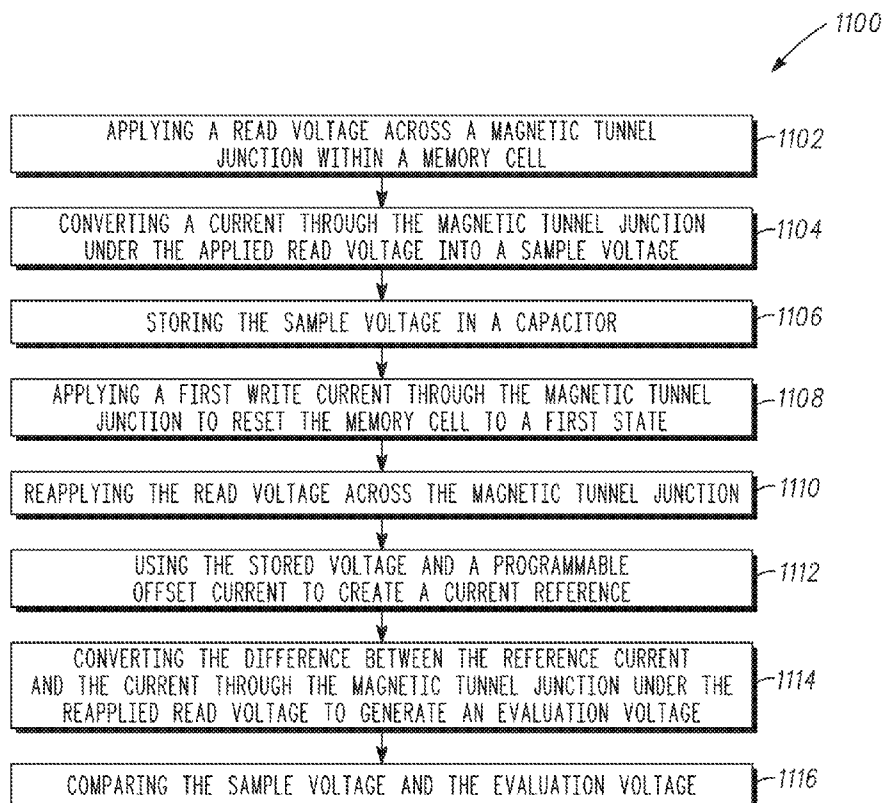 1100
APPLYING A READ VOLTAGE ACROSS A MAGNETIC TUNNEL
JUNCTION WITHIN A MEMORY CELL
1102
CONVERTING A CURRENT THROUGH THE MAGNETIC TUNNEL JUNCTION
UNDER THE APPLIED READ VOLTAGE INTO A SAMPLE VOLTAGE
1104
STORING THE SAMPLE VOLTAGE IN A CAPACITOR
1106
APPLYING A FIRST WRITE CURRENT THROUGH THE MAGNETIC TUNNEL
JUNCTION TO RESET THE MEMORY CELL TO A FIRST STATE
1108
REAPPLYING THE READ VOLTAGE ACROSS THE MAGNETIC TUNNEL JUNCTION
1110
USING THE STORED VOLTAGE AND A PROGRAMMABLE
OFFSET CURRENT TO CREATE A CURRENT REFERENCE
1112
CONVERTING THE DIFFERENCE BETWEEN THE REFERENCE CURRENT
AND THE CURRENT THROUGH THE MAGNETIC TUNNEL JUNCTION UNDER THE
REAPPLIED READ VOLTAGE TO GENERATE AN EVALUATION VOLTAGE
1114
COMPARING THE SAMPLE VOLTAGE AND THE EVALUATION VOLTAGE
1116